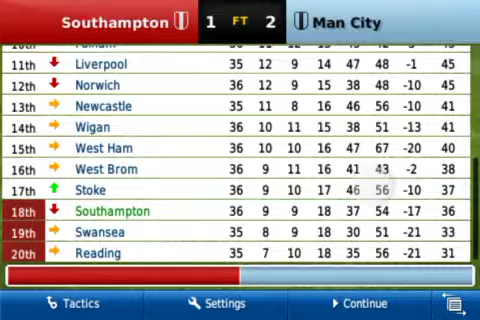 Southampton 1 FT 2 Man City
11th Liverpool 35 12 9 14 47 48 -1 45
12th Norwich 36 12 9 15 38 48 -10 45
13th Newcastle 35 11 8 16 46 56 -10 41
14th Wigan 36 10 11 15 38 51 -13 41
15th West Ham 36 10 10 16 47 67 -20 40
16th West Brom 36 9 11 16 41 43 -2 38
17th Stoke 36 9 10 17 46 56 -10 37
18th Southampton 36 9 9 18 37 54 -17 36
19th Swansea 35 8 9 18 30 51 -21 33
20th Reading 35 7 10 18 35 56 -21 31
Tactics Settings Continue